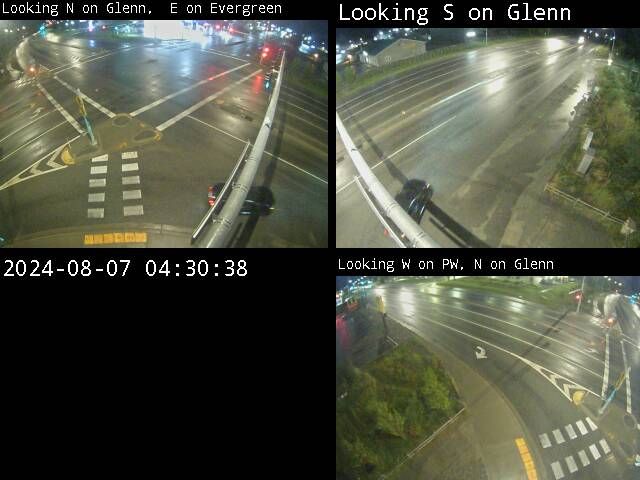 Looking N on Glenn,  E on Evergreen
Looking S on Glenn
2024-08-07 04:30:38
Looking W on PW, N on Glenn